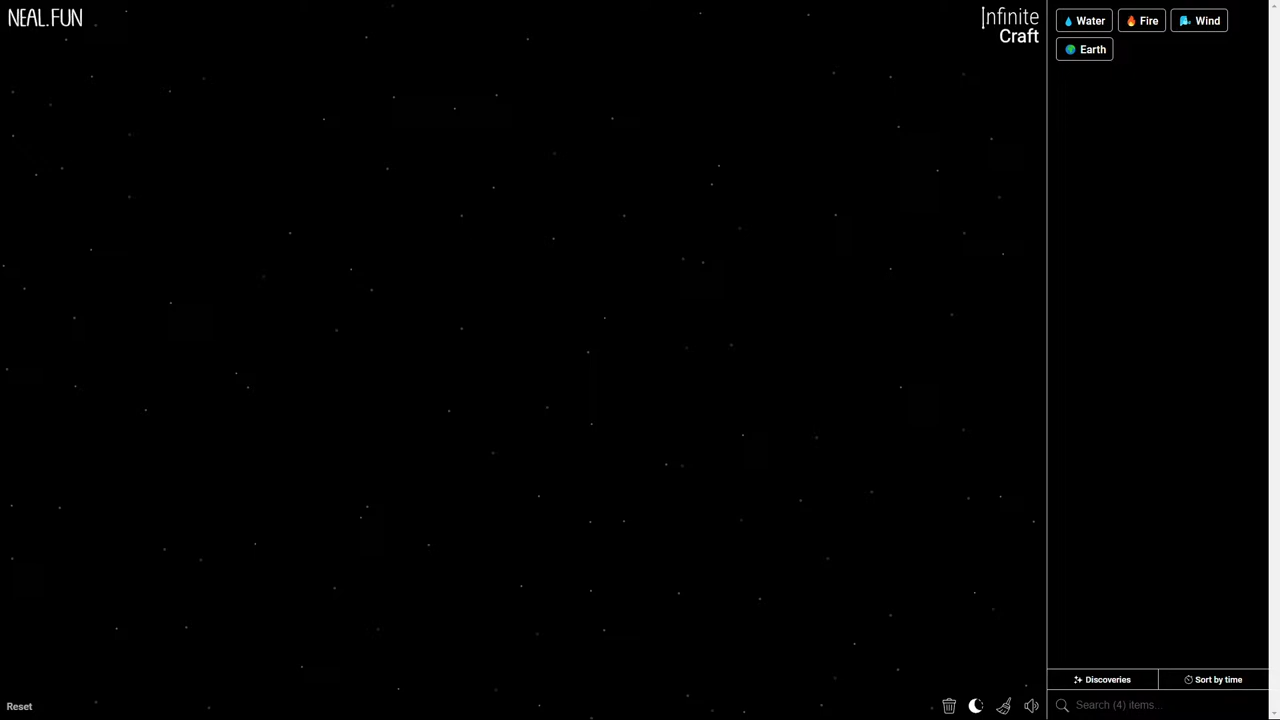 NEAL.FUN
Infinite
Craft
Water
Fire
Wind
Earth
Discoveries
Sort by time
Reset
Search (4) items...